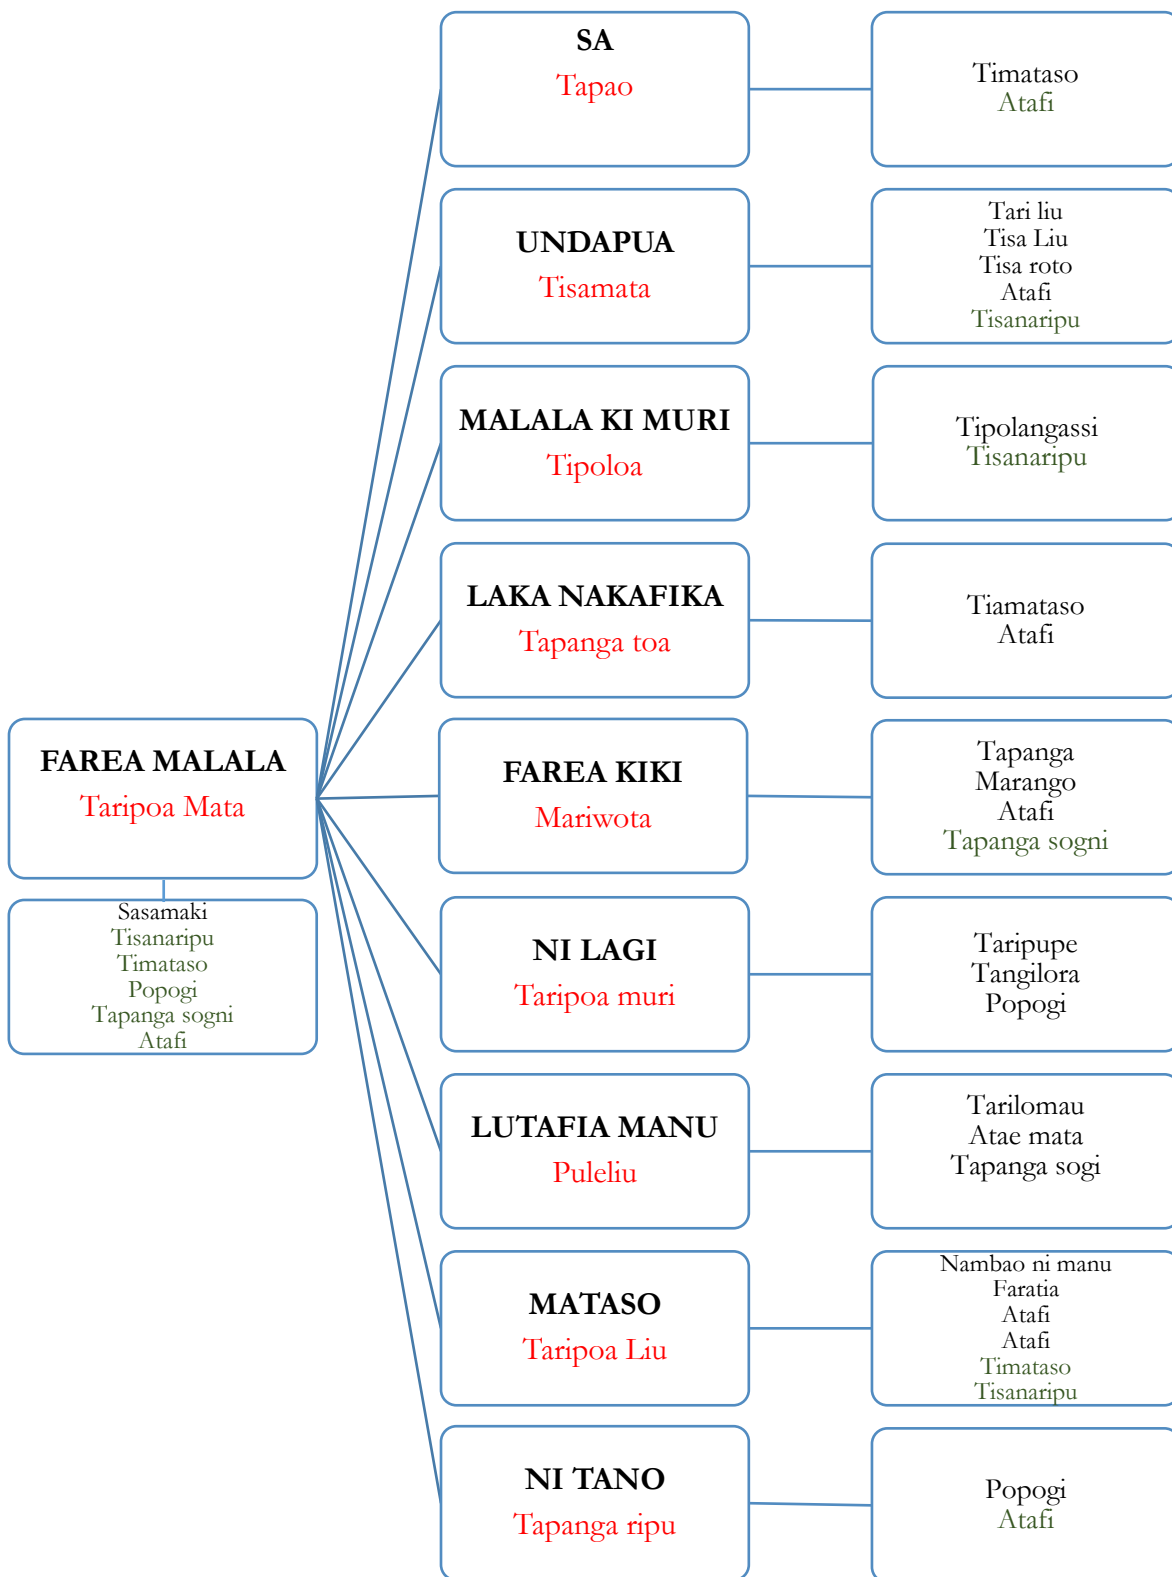 SA
Tapao
Timataso
Atafi
UNDAPUA
Tisamata
Tari liu
Tisa Liu
Tisa roto
Atafi
Tisanaripu
MALALA KI MURI
Tipoloa
Tipolangassi
Tisanaripu
LAKA NAKAFIKA
Tapanga toa
Tiamataso
Atafi
FAREA MALALA
Taripoa Mata
Sasamaki
Tisanaripu
Timataso
Popogi
Tapanga sogni
Atafi
FAREA KIKI
Mariwota
Tapanga
Marango
Atafi
Tapanga sogni
NI LAGI
Taripoa muri
Taripupe
Tangilora
Popogi
LUTAFIA MANU
Puleliu
Tarilomau
Atae mata
Tapanga sogi
MATASO
Taripoa Liu
Nambao ni manu
Faratia
Atafi
Atafi
Timataso
Tisanaripu
NI TANO
Tapanga ripu
Popogi
Atafi